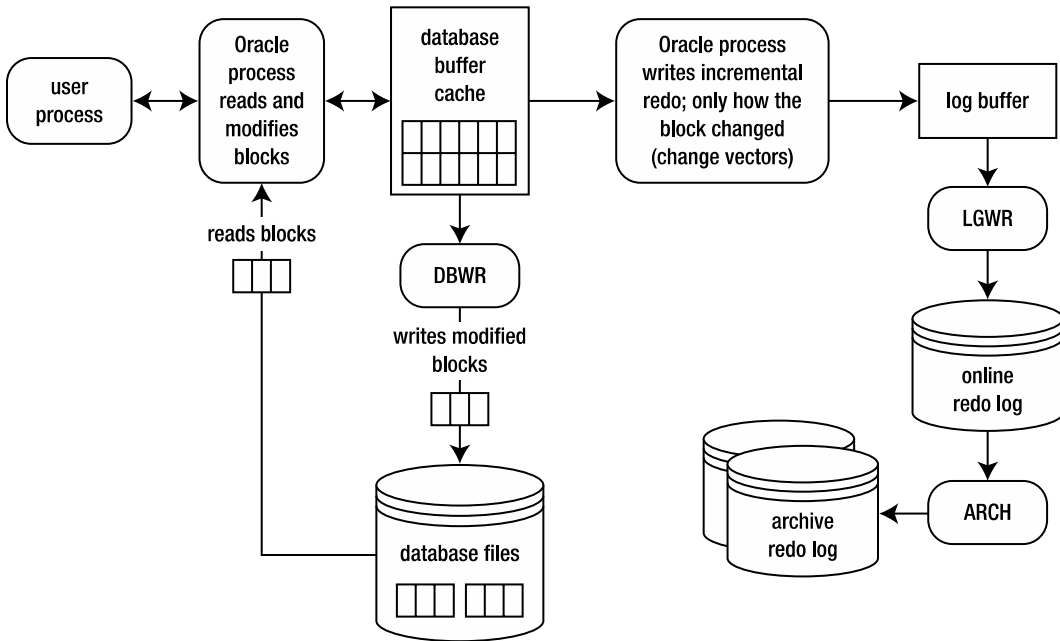 user
process
Oracle
process
reads and
modifies
blocks
database
buffer
cache
Oracle process
writes incremental
redo; only how the
block changed
(change vectors)
log buffer
reads blocks
DBWR
writes modified
blocks
database files
LGWR
online
redo log
ARCH
archive
redo log